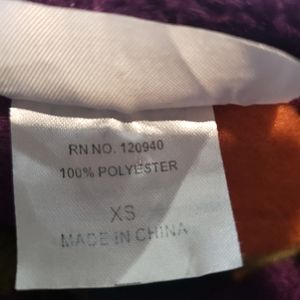 RN NO. 120940
100% POLYESTER
XS
MADE IN CHINA